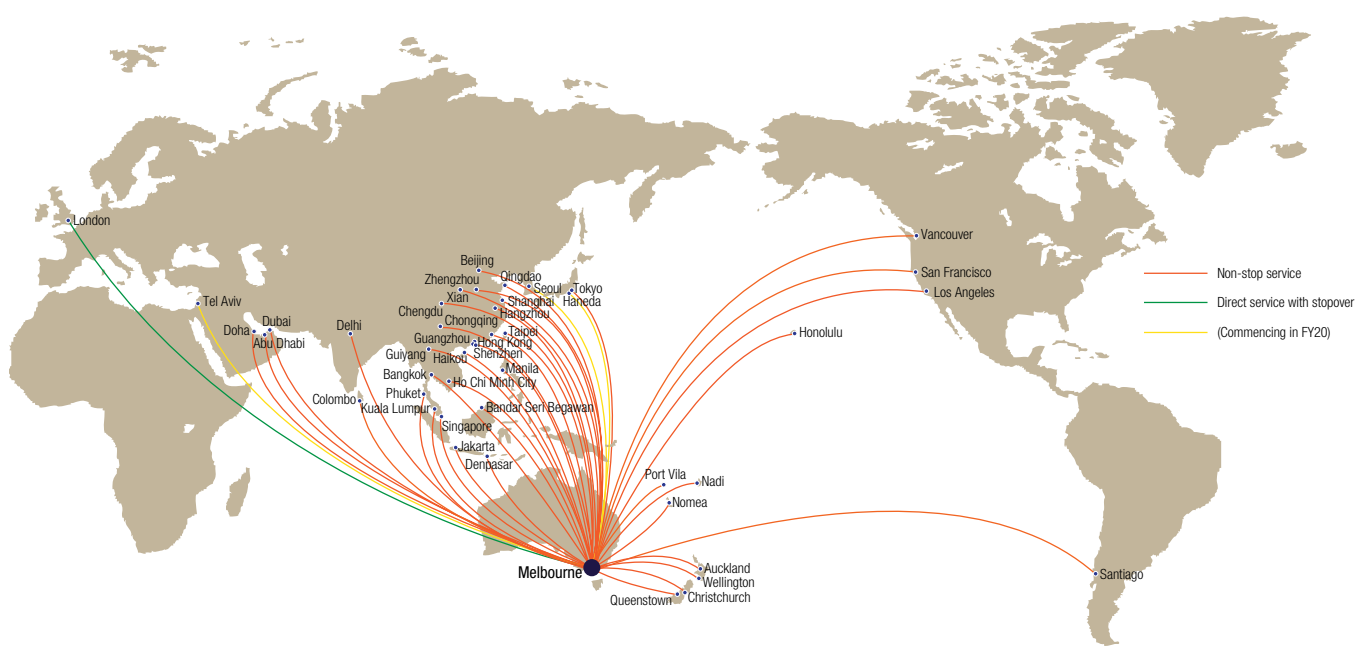 London
Tel Aviv
Doha
Dubai
Abu Dhabi
Delhi
Colombo
Beijing
Zhengzhou
Qingdao
Seoul
Tokyo
Haneda
Xian
Shanghai
Hangzhou
Chengdu
Chongqing
Taipei
Guangzhou
Hong Kong
Shenzhen
Guiyang
Haikou
Manila
Bangkok
Ho Chi Minh City
Phuket
Kuala Lumpur
Bandar Seri Begawan
Singapore
Jakarta
Denpasar
Port Vila
Nadi
Nomea
Melbourne
Auckland
Wellington
Christchurch
Queenstown
Honolulu
Vancouver
San Francisco
Los Angeles
Santiago
Non-stop service
Direct service with stopover
(Commencing in FY20)